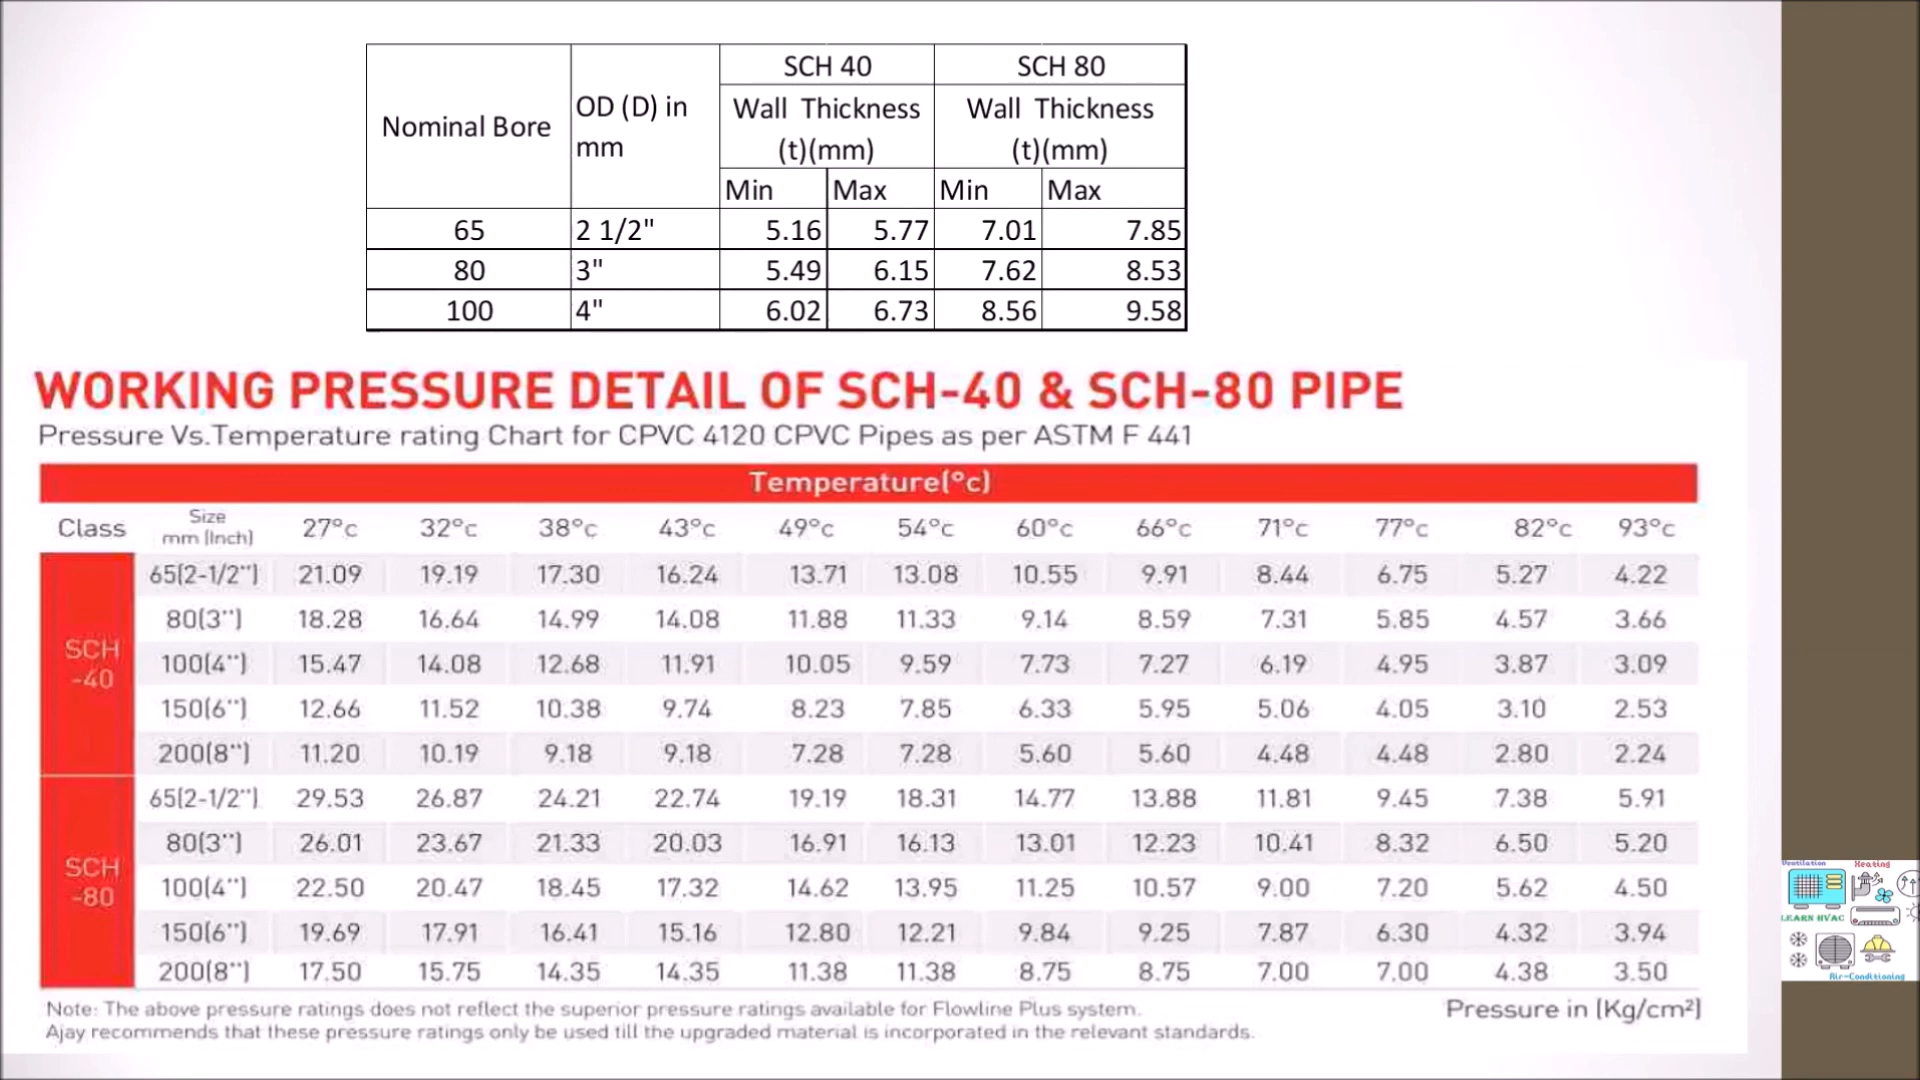 Nominal Bore OD (D) in mm SCH 40 SCH 80
Wall Thickness (t)(mm) Wall Thickness (t)(mm)
Min Max Min Max
65 2 1/2" 5.16 5.77 7.01 7.85
80 3" 5.49 6.15 7.62 8.53
100 4" 6.02 6.73 8.56 9.58
WORKING PRESSURE DETAIL OF SCH-40 & SCH-80 PIPE
Pressure Vs.Temperature rating Chart for CPVC 4120 CPVC Pipes as per ASTM F 441
Temperature(°c)
Class Size mm (Inch) 27°c 32°c 38°c 43°c 49°c 54°c 60°c 66°c 71°c 77°c 82°c 93°c
SCH -40
65(2-1/2") 21.09 19.19 17.30 16.24 13.71 13.08 10.55 9.91 8.44 6.75 5.27 4.22
80(3") 18.28 16.64 14.99 14.08 11.88 11.33 9.14 8.59 7.31 5.85 4.57 3.66
100(4") 15.47 14.08 12.68 11.91 10.05 9.59 7.73 7.27 6.19 4.95 3.87 3.09
150(6") 12.66 11.52 10.38 9.74 8.23 7.85 6.33 5.95 5.06 4.05 3.10 2.53
200(8") 11.20 10.19 9.18 9.18 7.28 7.28 5.60 5.60 4.48 4.48 2.80 2.24
SCH -80
65(2-1/2") 29.53 26.87 24.21 22.74 19.19 18.31 14.77 13.88 11.81 9.45 7.38 5.91
80(3") 26.01 23.67 21.33 20.03 16.91 16.13 13.01 12.23 10.41 8.32 6.50 5.20
100(4") 22.50 20.47 18.45 17.32 14.62 13.95 11.25 10.57 9.00 7.20 5.62 4.50
150(6") 19.69 17.91 16.41 15.16 12.80 12.21 9.84 9.25 7.87 6.30 4.32 3.94
200(8") 17.50 15.75 14.35 14.35 11.38 11.38 8.75 8.75 7.00 7.00 4.38 3.50
Note: The above pressure ratings does not reflect the superior pressure ratings available for Flowline Plus system.
Ajay recommends that these pressure ratings only be used till the upgraded material is incorporated in the relevant standards.
Pressure in (Kg/cm²)
Ventilation Heating
LEARN HVAC
Air-Conditioning